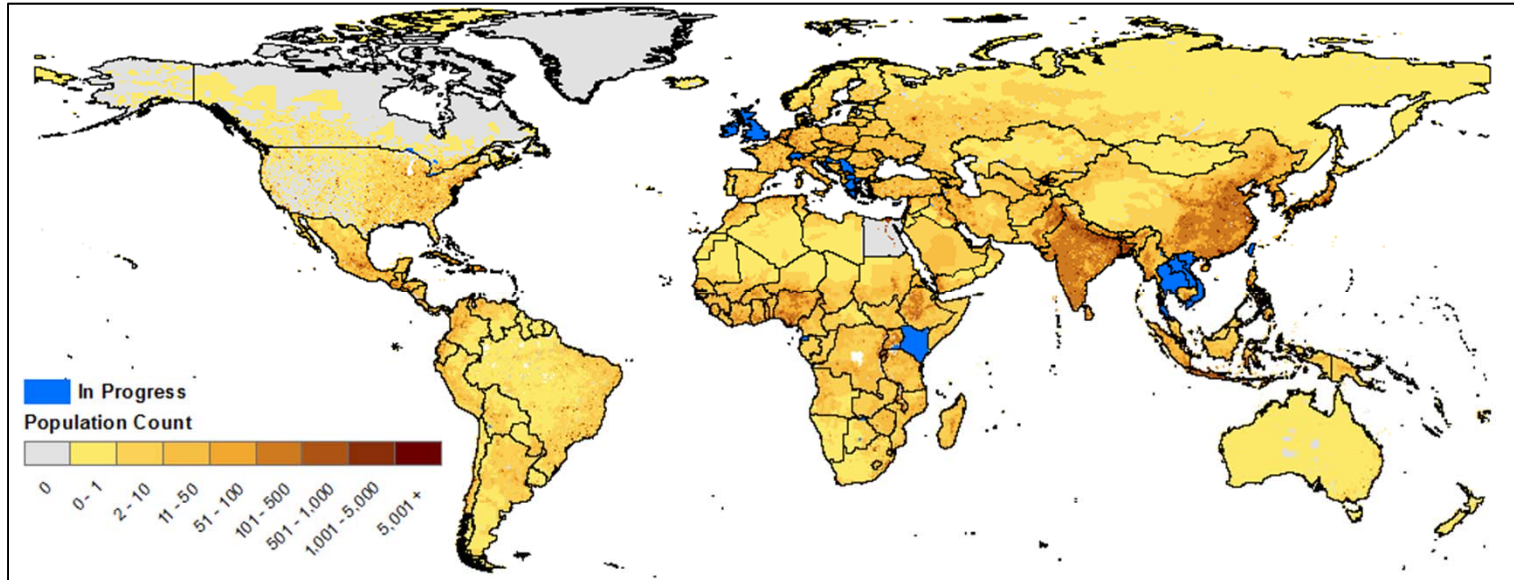 In Progress
Population Count
0
0 - 1
2 - 10
11 - 50
51 - 100
101 - 500
501 - 1,000
1,001 - 5,000
5,001 +